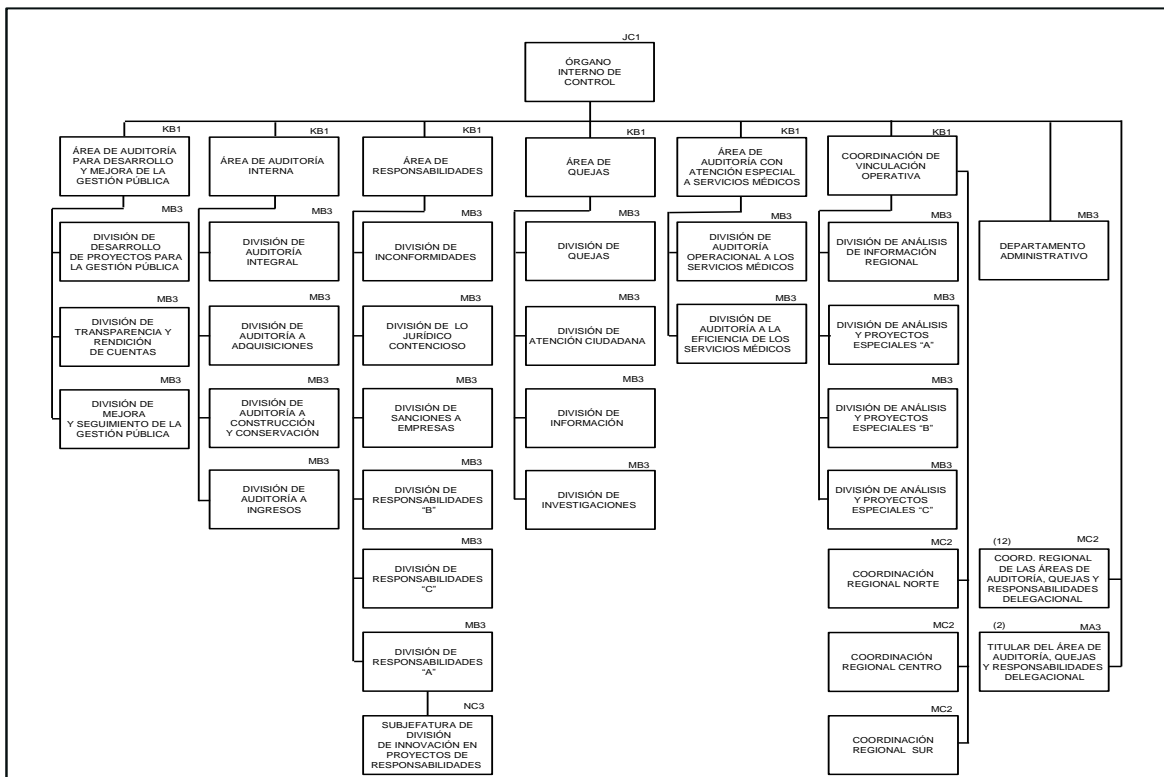 JC1
ÓRGANO
INTERNO DE
CONTROL
KB1
ÁREA DE AUDITORÍA
PARA DESARROLLO
Y MEJORA DE LA
GESTIÓN PÚBLICA
MB3
DIVISIÓN DE
DESARROLLO
DE PROYECTOS PARA
LA GESTIÓN PÚBLICA
MB3
DIVISIÓN DE
TRANSPARENCIA Y
RENDICIÓN
DE CUENTAS
MB3
DIVISIÓN DE
MEJORA
Y SEGUIMIENTO DE LA
GESTIÓN PÚBLICA
KB1
ÁREA DE AUDITORÍA
INTERNA
MB3
DIVISIÓN DE
AUDITORÍA
INTEGRAL
MB3
DIVISIÓN DE
AUDITORÍA A
ADQUISICIONES
MB3
DIVISIÓN DE
AUDITORÍA A
CONSTRUCCIÓN
Y CONSERVACIÓN
MB3
DIVISIÓN DE
AUDITORÍA A
INGRESOS
KB1
ÁREA DE
RESPONSABILIDADES
MB3
DIVISIÓN DE
INCONFORMIDADES
MB3
DIVISIÓN DE LO
JURÍDICO
CONTENCIOSO
MB3
DIVISIÓN DE
SANCIONES A
EMPRESAS
MB3
DIVISIÓN DE
RESPONSABILIDADES
"B"
MB3
DIVISIÓN DE
RESPONSABILIDADES
"C"
MB3
DIVISIÓN DE
RESPONSABILIDADES
"A"
NC3
SUBJEFATURA DE
DIVISIÓN
DE INNOVACIÓN EN
PROYECTOS DE
RESPONSABILIDADES
KB1
ÁREA DE
QUEJAS
MB3
DIVISIÓN DE
QUEJAS
MB3
DIVISIÓN DE
ATENCIÓN CIUDADANA
MB3
DIVISIÓN DE
INFORMACIÓN
MB3
DIVISIÓN DE
INVESTIGACIONES
KB1
ÁREA DE
AUDITORÍA CON
ATENCIÓN ESPECIAL
A SERVICIOS MÉDICOS
MB3
DIVISIÓN DE
AUDITORÍA
OPERACIONAL A LOS
SERVICIOS MÉDICOS
MB3
DIVISIÓN DE
AUDITORÍA A LA
EFICIENCIA DE LOS
SERVICIOS MÉDICOS
KB1
COORDINACIÓN DE
VINCULACIÓN
OPERATIVA
MB3
DIVISIÓN DE ANÁLISIS
DE INFORMACIÓN
REGIONAL
MB3
DIVISIÓN DE ANÁLISIS
Y PROYECTOS
ESPECIALES "A"
MB3
DIVISIÓN DE ANÁLISIS
Y PROYECTOS
ESPECIALES "B"
MB3
DIVISIÓN DE ANÁLISIS
Y PROYECTOS
ESPECIALES "C"
MC2
COORDINACIÓN
REGIONAL NORTE
MC2
COORDINACIÓN
REGIONAL CENTRO
MC2
COORDINACIÓN
REGIONAL SUR
MB3
DEPARTAMENTO
ADMINISTRATIVO
(12) MC2
COORD. REGIONAL
DE LAS ÁREAS DE
AUDITORÍA, QUEJAS Y
RESPONSABILIDADES
DELEGACIONAL
(2) MA3
TITULAR DEL ÁREA DE
AUDITORÍA, QUEJAS
Y RESPONSABILIDADES
DELEGACIONAL